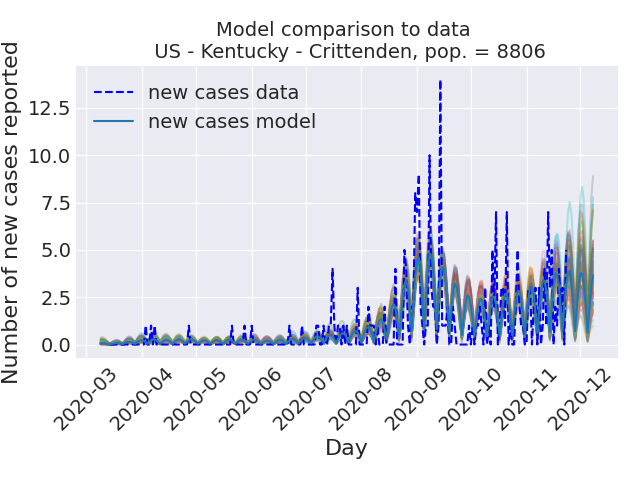 Model comparison to data
US - Kentucky - Crittenden, pop. = 8806
Number of new cases reported
12.5
10.0
7.5
5.0
2.5
0.0
new cases data
new cases model
2020-03
2020-04
2020-05
2020-06
2020-07
2020-08
2020-09
2020-10
2020-11
2020-12
Day